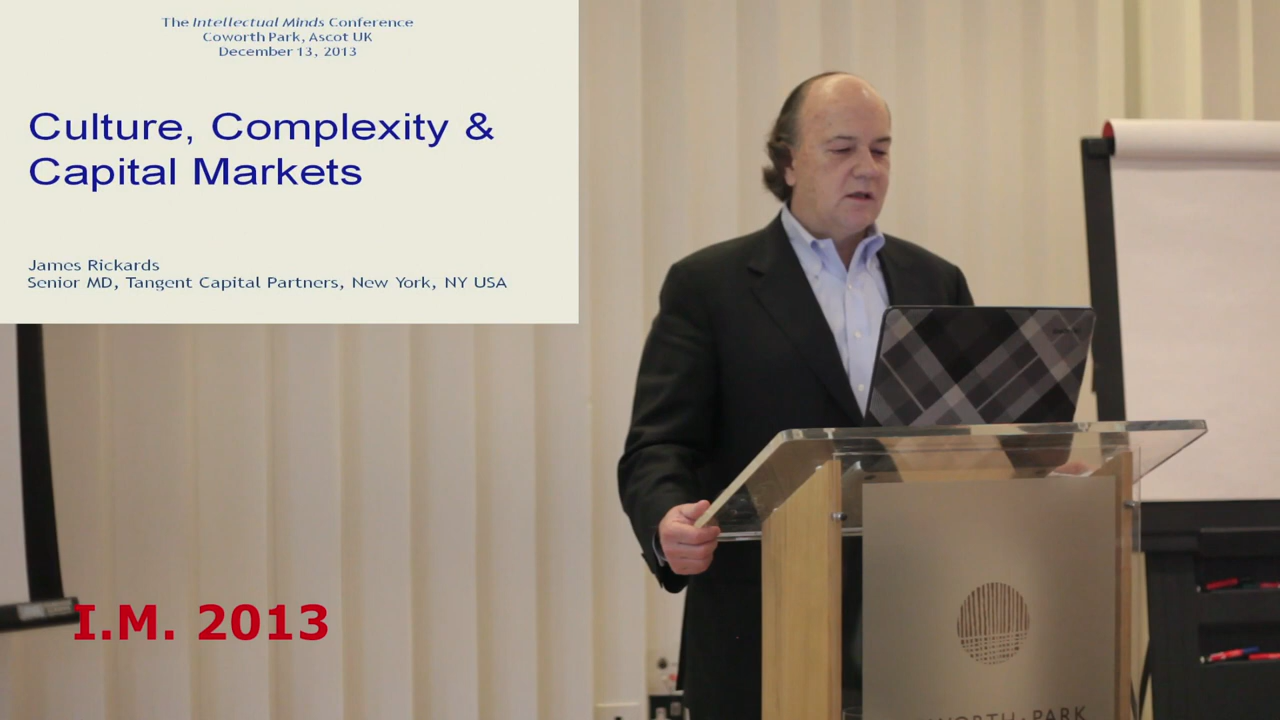 The Intellectual Minds Conference
Coworth Park, Ascot UK
December 13, 2013
Culture, Complexity &
Capital Markets
James Rickards
Senior MD, Tangent Capital Partners, New York, NY USA
I.M. 2013
PARK